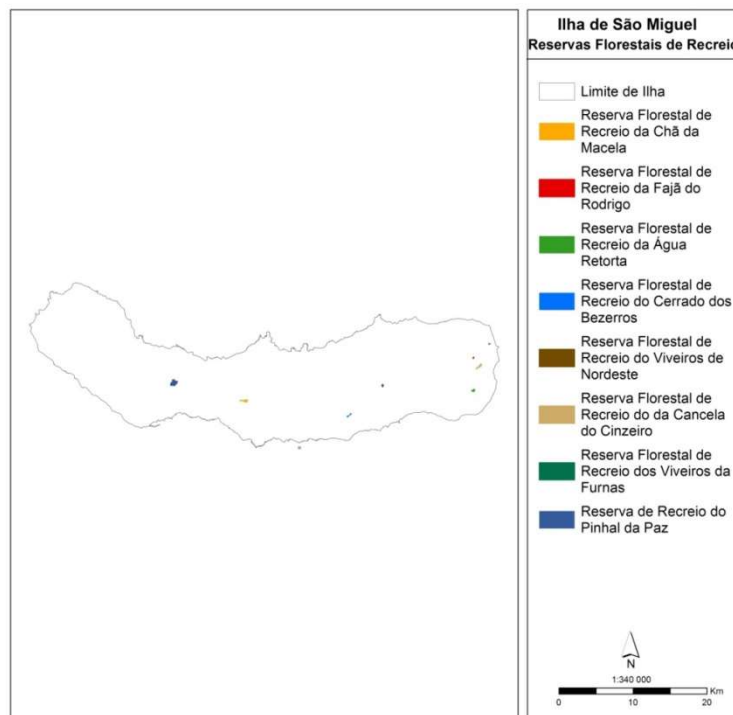 Ilha de São Miguel
Reservas Florestais de Recreio
Limite de Ilha
Reserva Florestal de
Recreio da Chã da
Macela
Reserva Florestal de
Recreio da Fajã do
Rodrigo
Reserva Florestal de
Recreio da Água
Retorta
Reserva Florestal de
Recreio do Cerrado dos
Bezerros
Reserva Florestal de
Recreio do Viveiros de
Nordeste
Reserva Florestal de
Recreio do da Cancela
do Cinzeiro
Reserva Florestal de
Recreio dos Viveiros da
Furnas
Reserva de Recreio do
Pinhal da Paz
N
1:340 000
Km
0 10 20